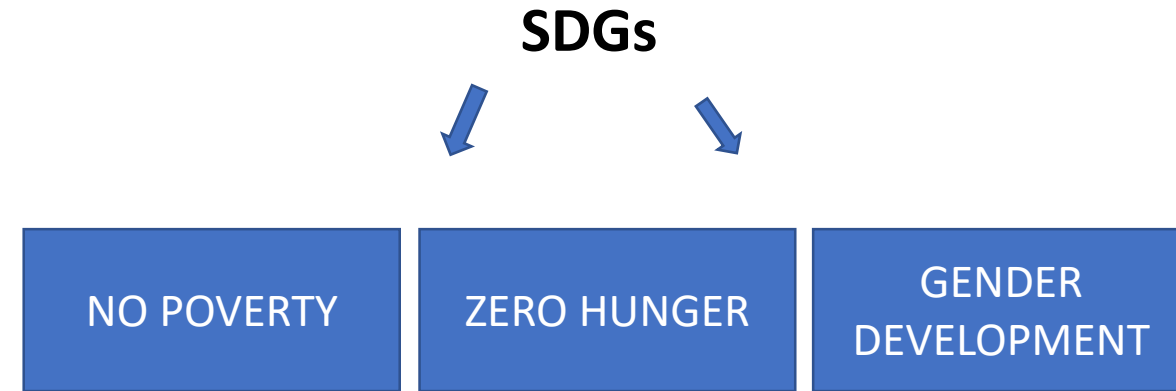 SDGs
NO POVERTY
ZERO HUNGER
GENDER
DEVELOPMENT